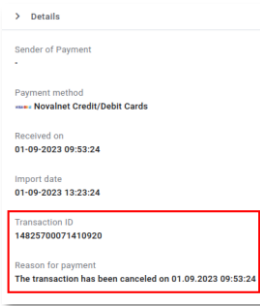 > Details
Sender of Payment
-
Payment method
Novalnet Credit/Debit Cards
Received on
01-09-2023 09:53:24
Import date
01-09-2023 13:23:24
Transaction ID
14825700071410920
Reason for payment
The transaction has been canceled on 01.09.2023 09:53:24